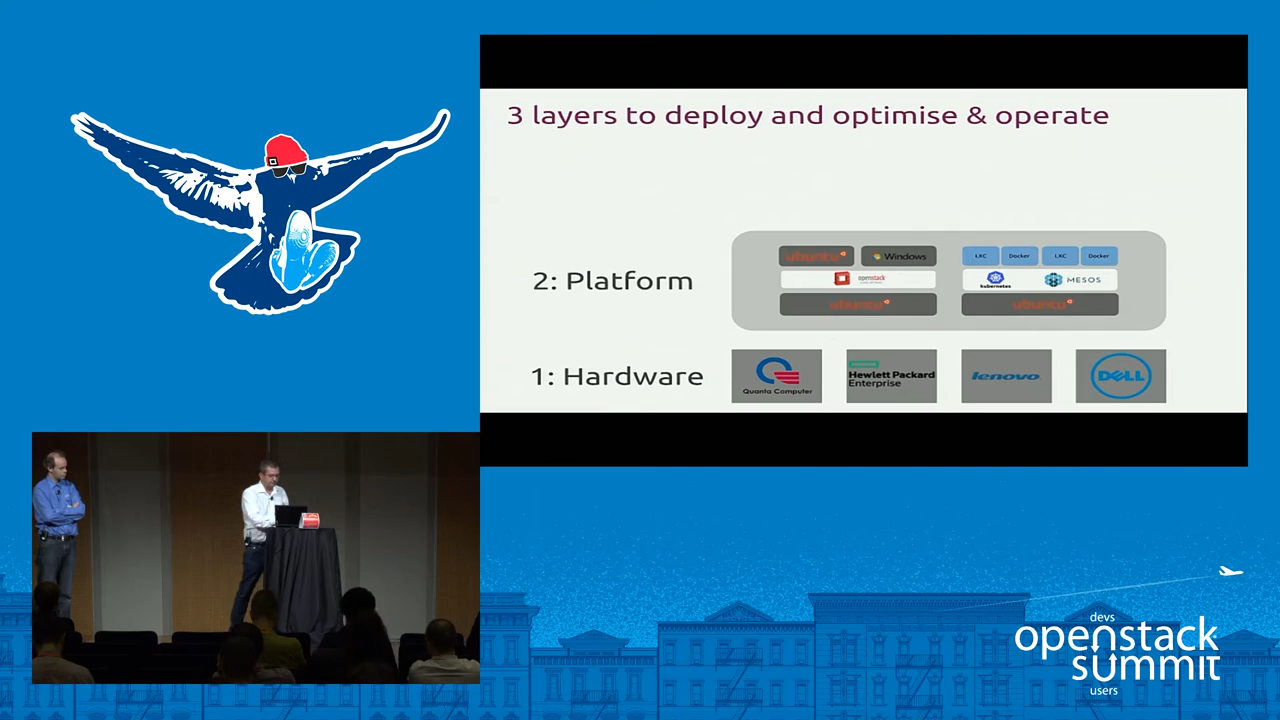 3 layers to deploy and optimise & operate
2: Platform
ubuntu
Windows
LXC
Docker
LXC
Docker
openstack
kubernetes
MESOS
ubuntu
ubuntu
1: Hardware
Quanta Computer
Hewlett Packard
Enterprise
lenovo
DELL
devs
openstack
summit
users